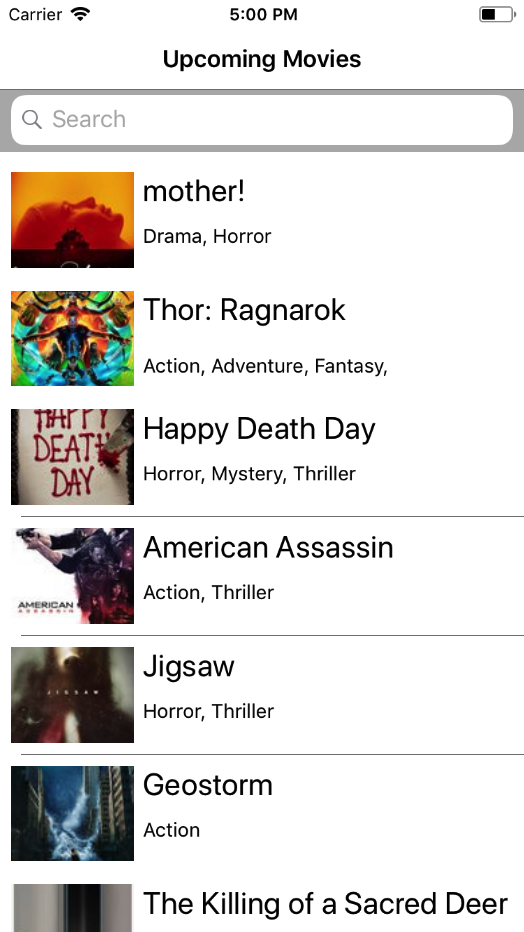 Carrier 5:00 PM
Upcoming Movies
Search
mother!
Drama, Horror
Thor: Ragnarok
Action, Adventure, Fantasy,
HAPPY
DEATH
DAY
Happy Death Day
Horror, Mystery, Thriller
AMERICAN
ASSASSIN
American Assassin
Action, Thriller
JIGSAW
Jigsaw
Horror, Thriller
Geostorm
Action
The Killing of a Sacred Deer